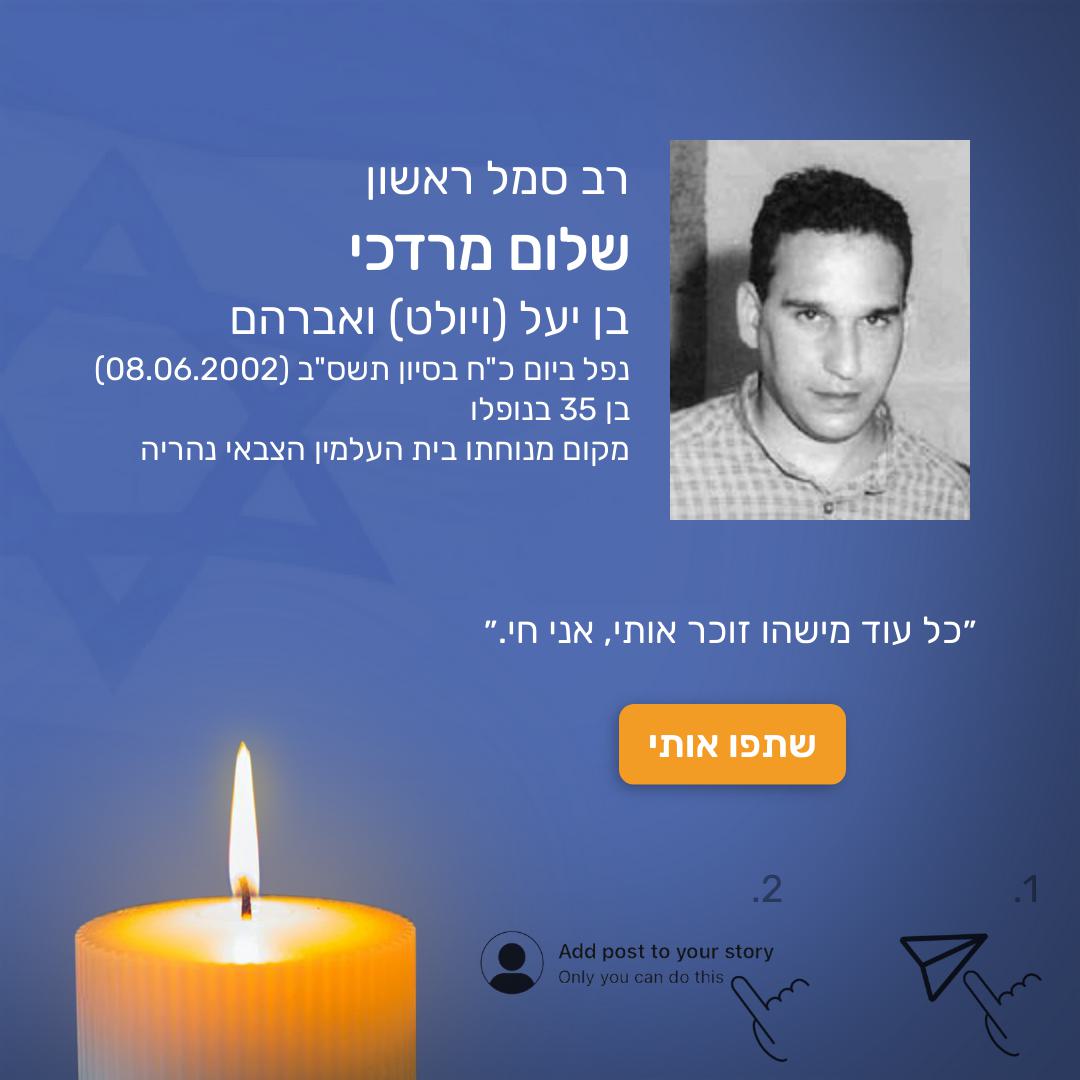 רב סמל ראשון
שלום מרדכי
בן יעל (ויולט) ואברהם
נפל ביום כ"ח בסיון תשס"ב (08.06.2002)
בן 35 בנופלו
מקום מנוחתו בית העלמין הצבאי נהריה
״כל עוד מישהו זוכר אותי, אני חי.״
שתפו אותי
.1
.2
Add post to your story
Only you can do this